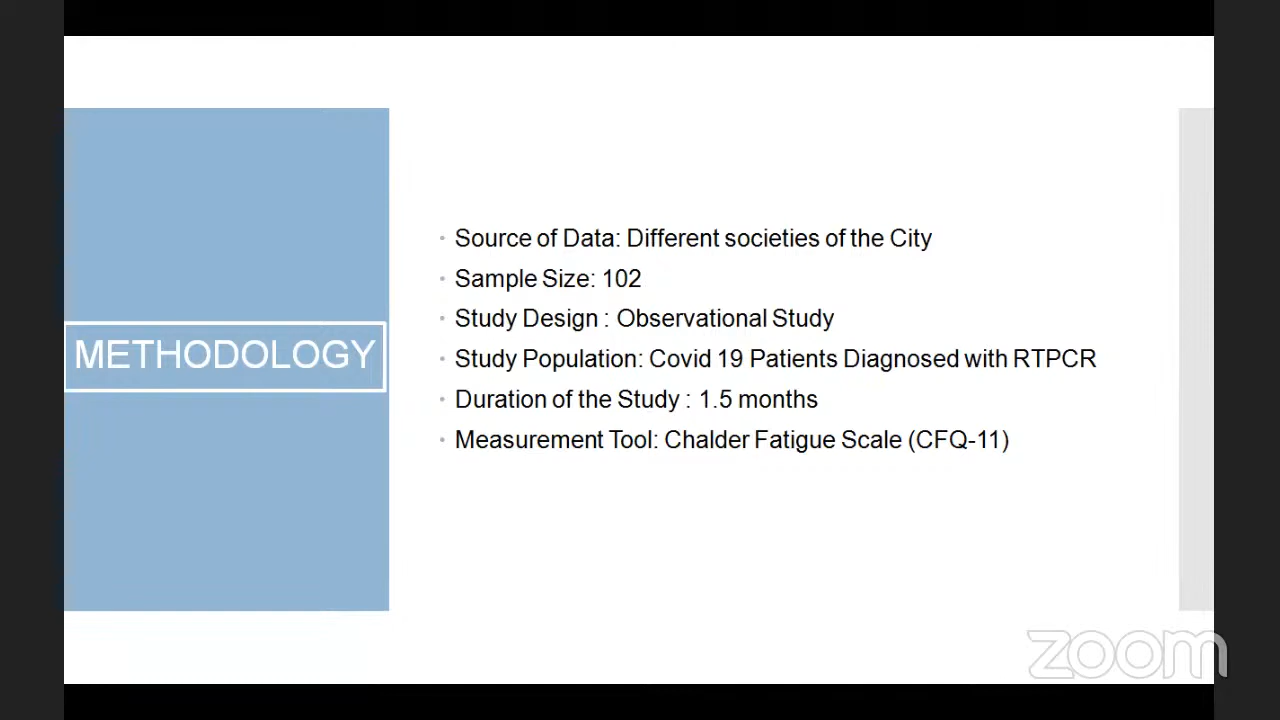 METHODOLOGY
• Source of Data: Different societies of the City
• Sample Size: 102
• Study Design : Observational Study
• Study Population: Covid 19 Patients Diagnosed with RTPCR
• Duration of the Study : 1.5 months
• Measurement Tool: Chalder Fatigue Scale (CFQ-11)
zoom